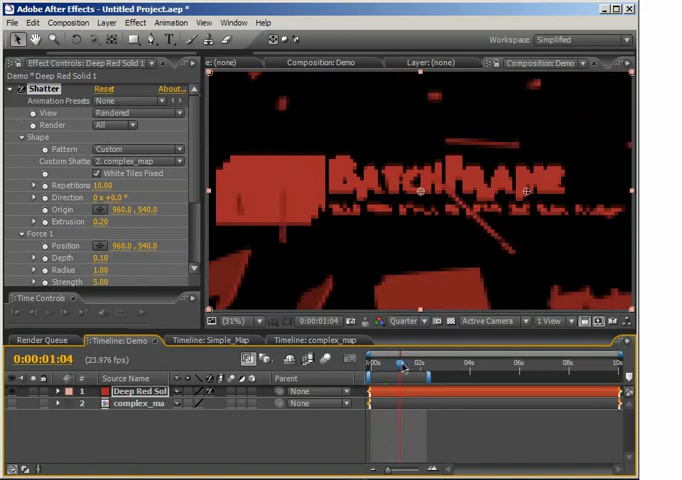 Adobe After Effects - Untitled Project.aep *
File Edit Composition Layer Effect Animation View Window Help
Workspace: Simplified
Effect Controls: Deep Red Solid 1
e: (none) Composition: Demo Layer: (none) Composition: Demo
Demo * Deep Red Solid 1
Shatter Reset About...
Animation Presets: None
View Rendered
Render All
Shape
Pattern Custom
Custom Shatte 2. complex_map
White Tiles Fixed
Repetitions 10.00
Direction 0 x+0.0°
Origin 960.0, 540.0
Extrusion 0.20
Force 1
Position 960.0, 540.0
Depth 0.10
Radius 1.00
Strength 5.00
BATCHFRAME
Time Controls
(31%) 0:00:01:04 Quarter Active Camera 1 View
Render Queue Timeline: Demo Timeline: Simple_Map Timeline: complex_map
0:00:01:04 (23.976 fps)
02s 04s 06s 08s 10s
# Source Name Parent
1 Deep Red Sol None
2 complex_ma None